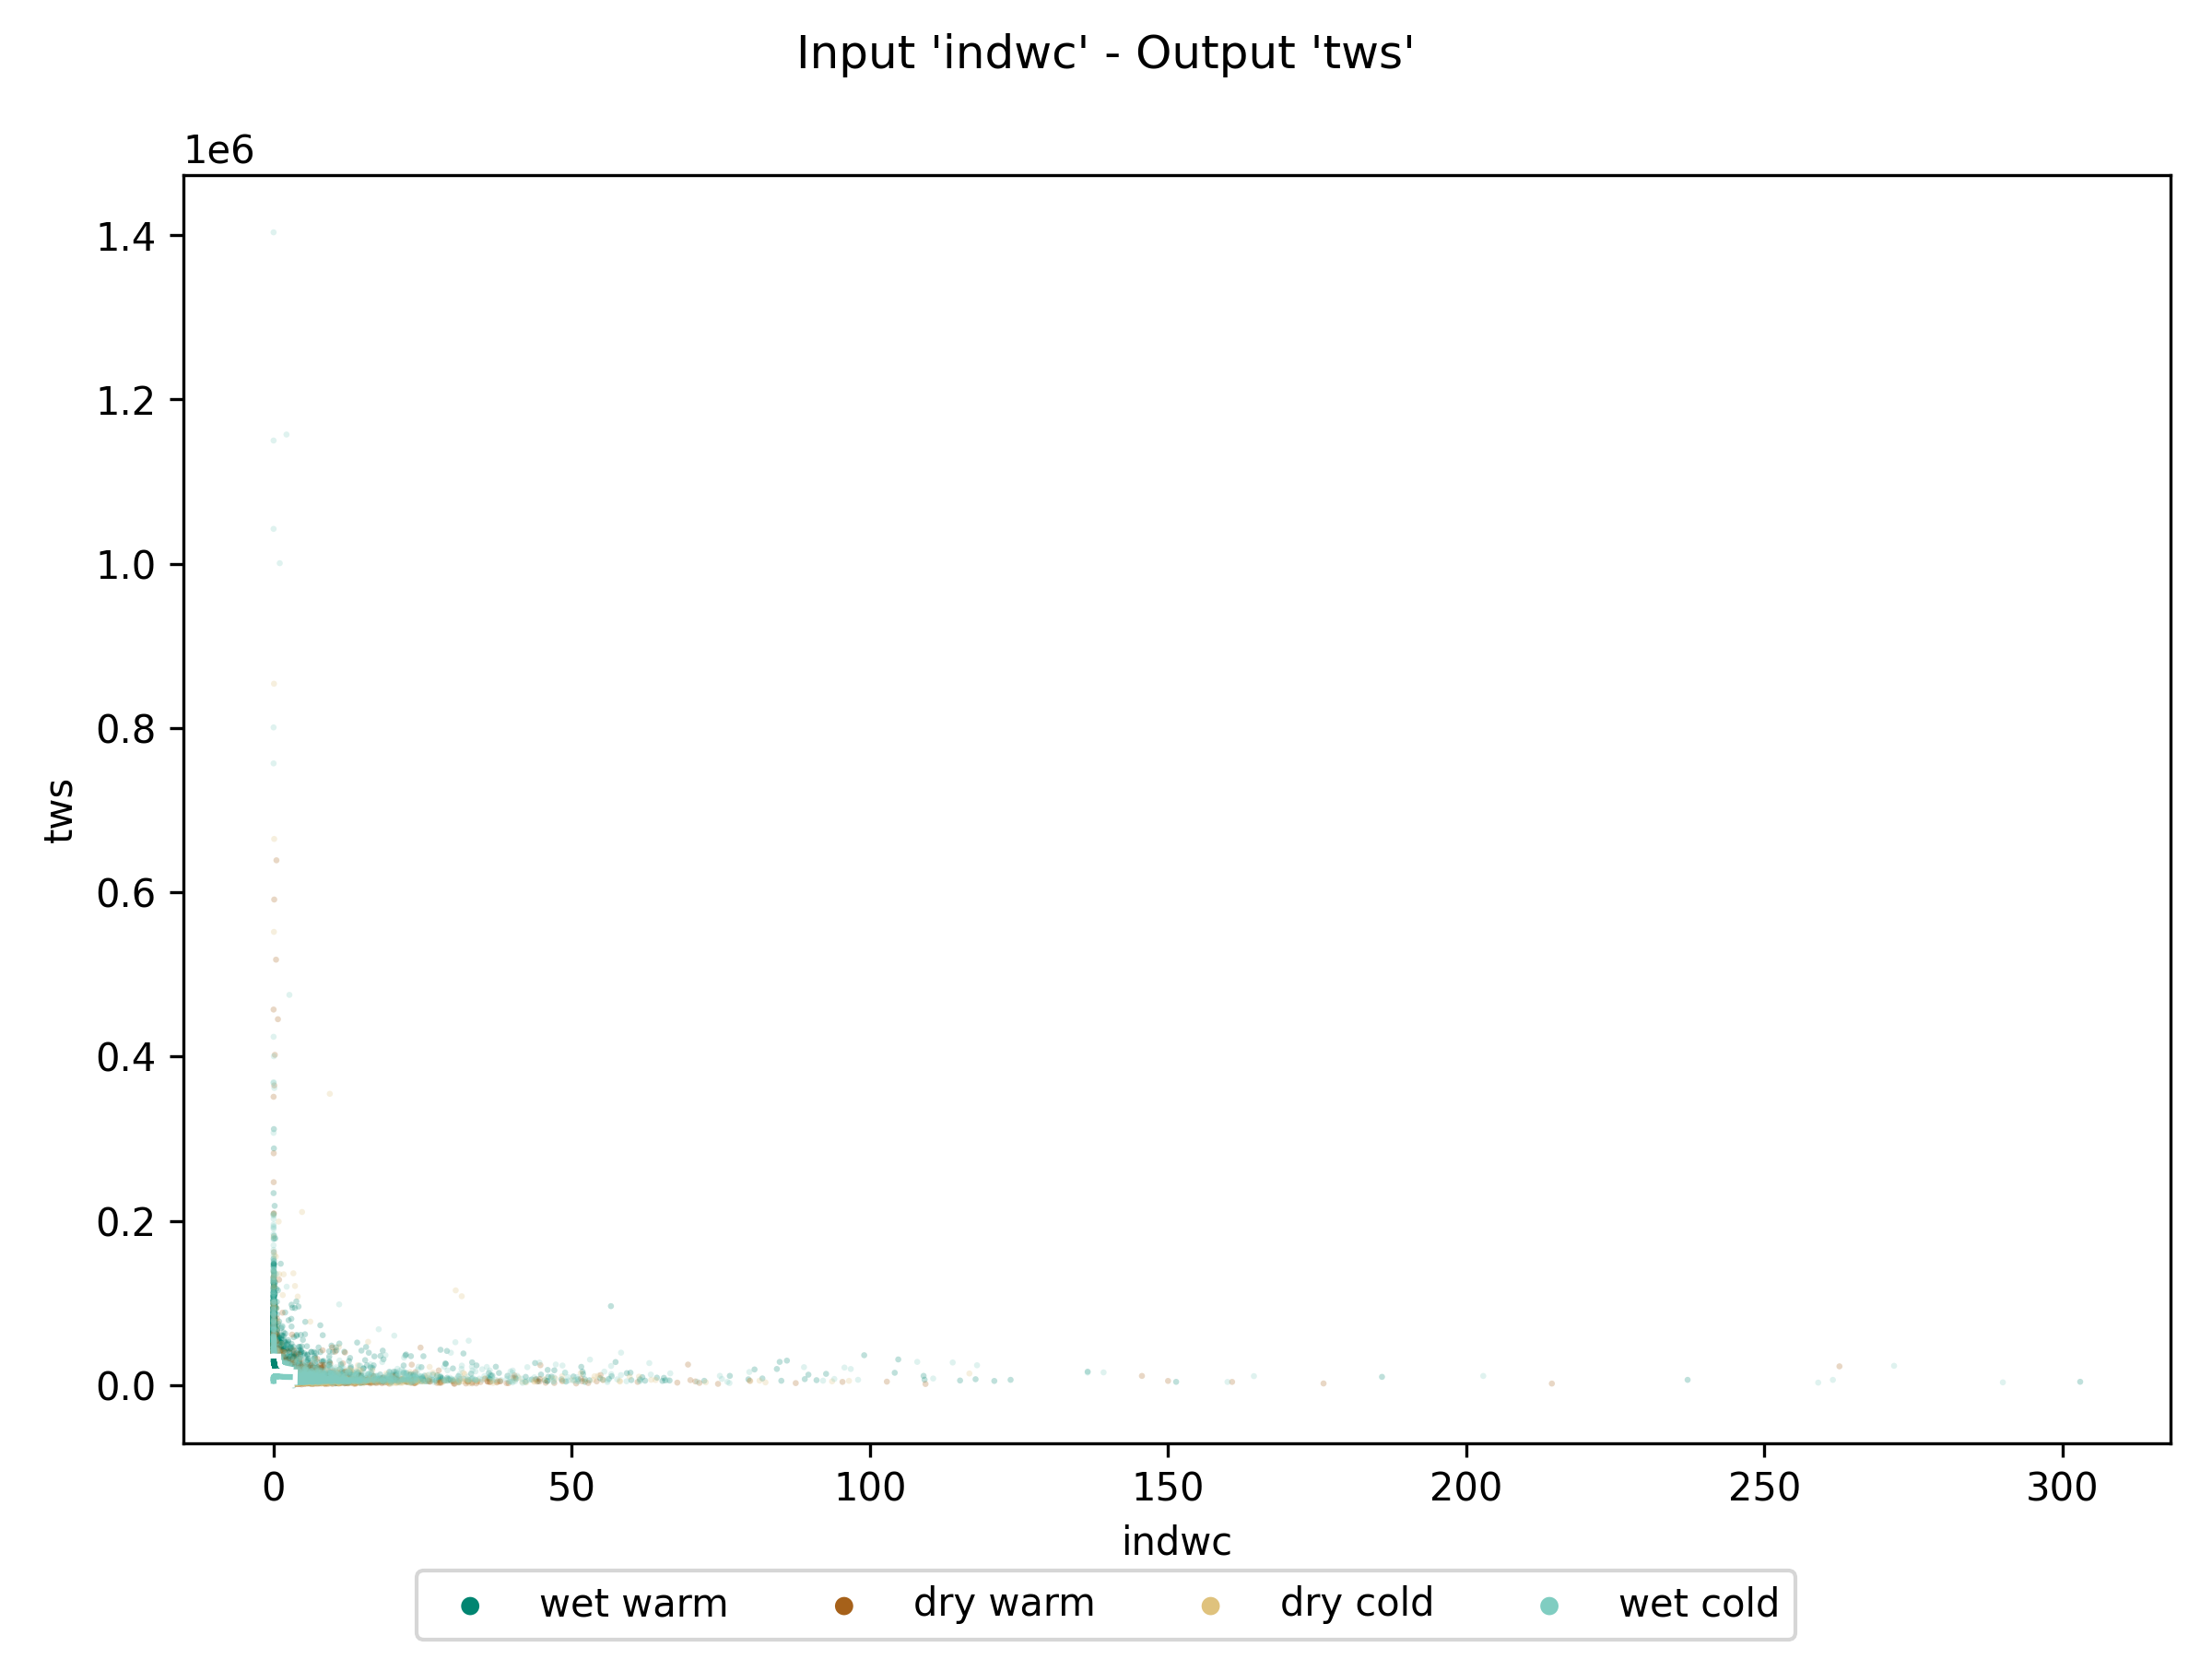 Input 'indwc' - Output 'tws'
1e6
1.4
1.2
1.0
0.8
tws
0.6
0.4
0.2
0.0
0 50 100 150 200 250 300
indwc
wet warm dry warm dry cold wet cold